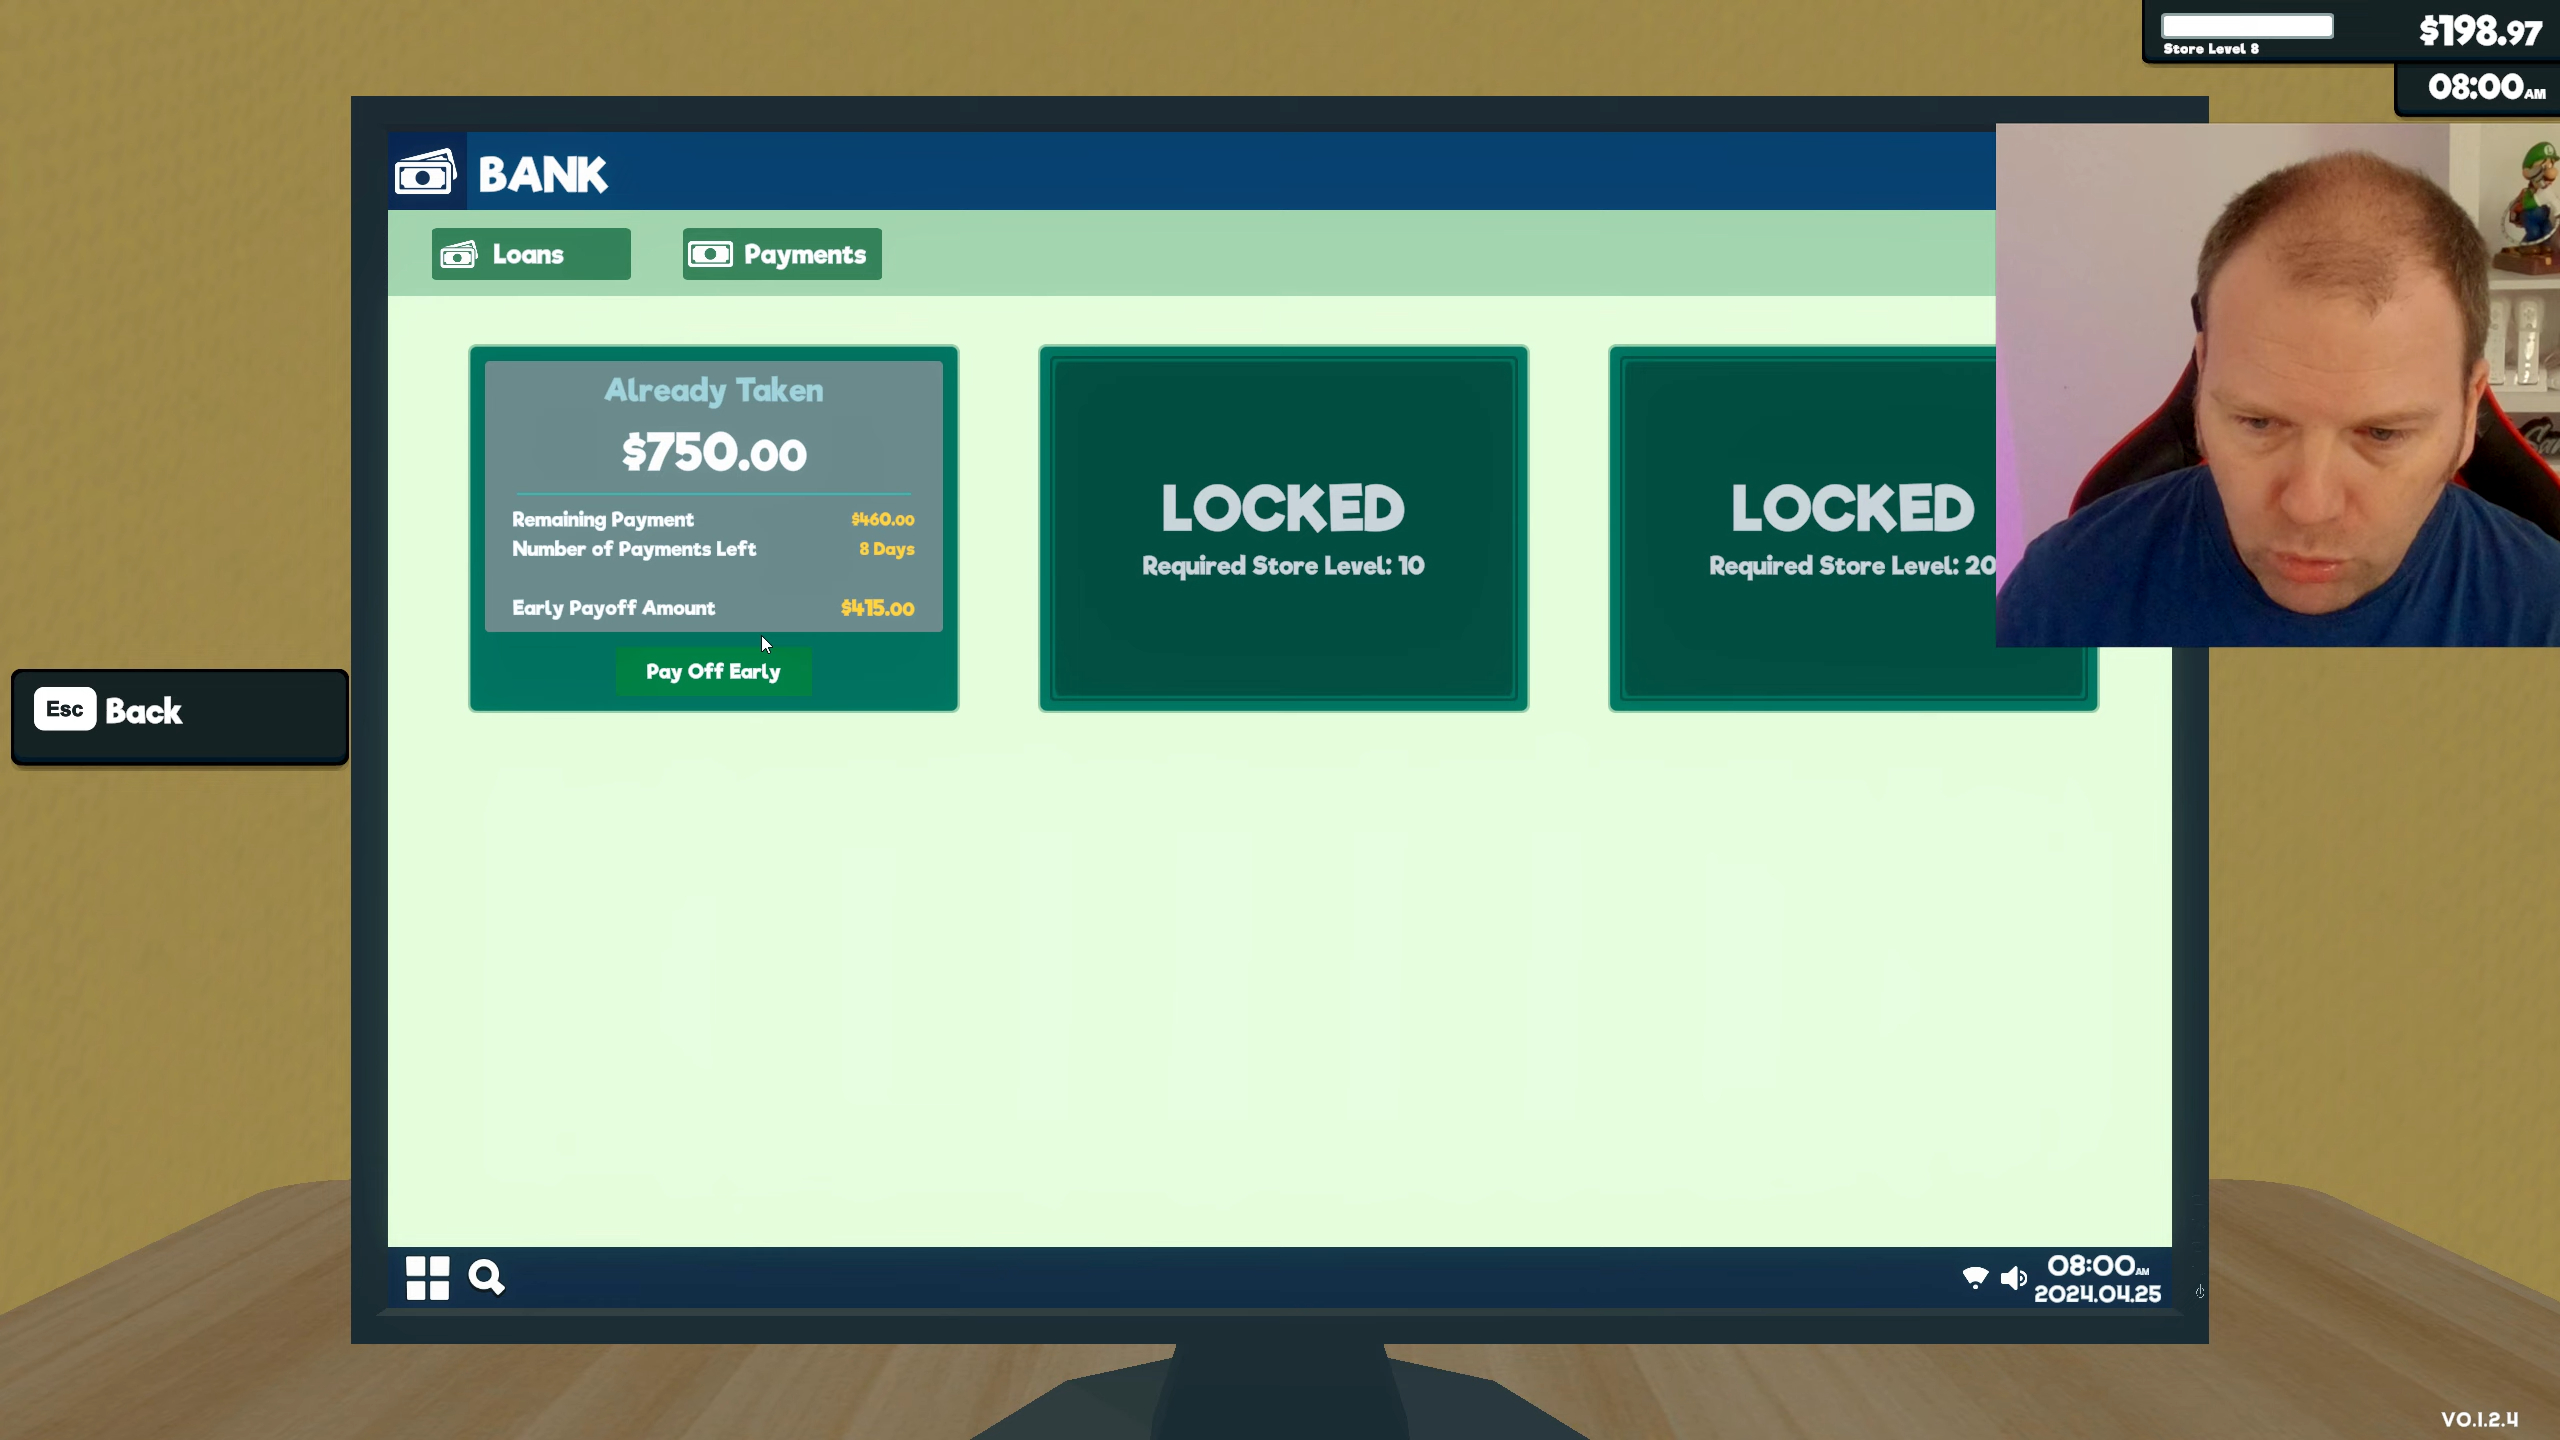 $198.97
Store Level 8
08:00AM
BANK
Loans
Payments
Already Taken
$750.00
Remaining Payment $460.00
Number of Payments Left 8 Days
Early Payoff Amount $415.00
Pay Off Early
LOCKED
Required Store Level: 10
LOCKED
Required Store Level: 20
Esc Back
08:00AM
2024.04.25
V0.1.2.4